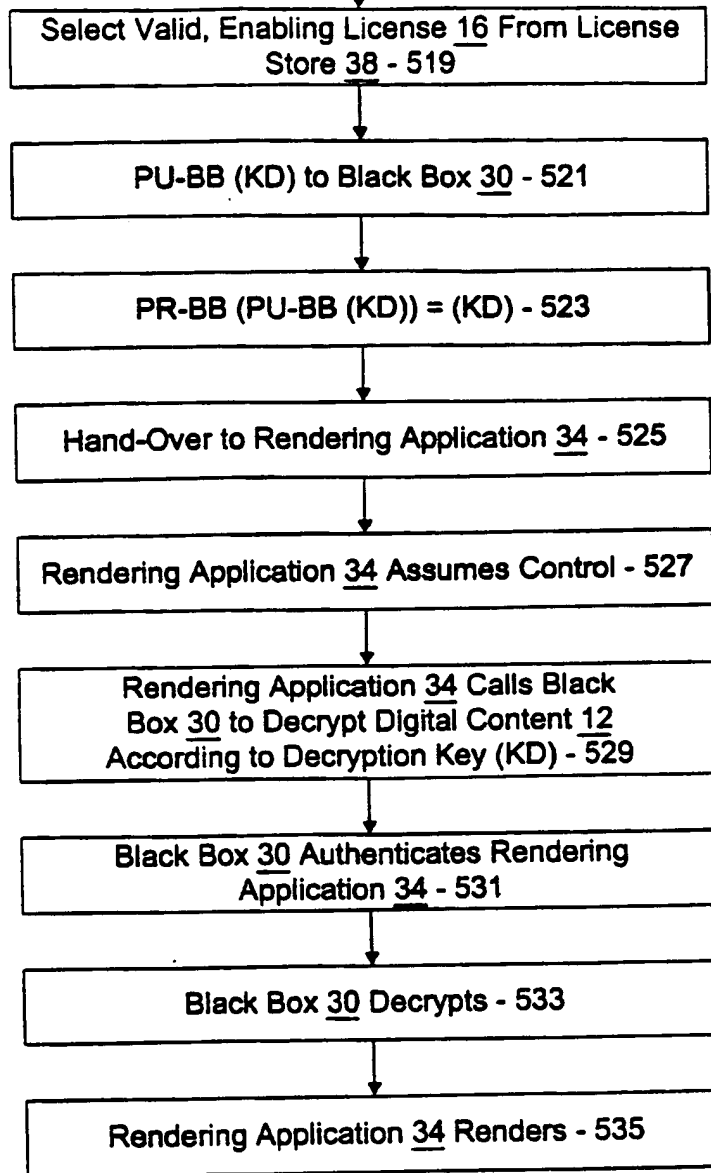 Select Valid, Enabling License 16 From License
Store 38 - 519
PU-BB (KD) to Black Box 30 - 521
PR-BB (PU-BB (KD)) = (KD) - 523
Hand-Over to Rendering Application 34 - 525
Rendering Application 34 Assumes Control - 527
Rendering Application 34 Calls Black
Box 30 to Decrypt Digital Content 12
According to Decryption Key (KD) - 529
Black Box 30 Authenticates Rendering
Application 34 - 531
Black Box 30 Decrypts - 533
Rendering Application 34 Renders - 535